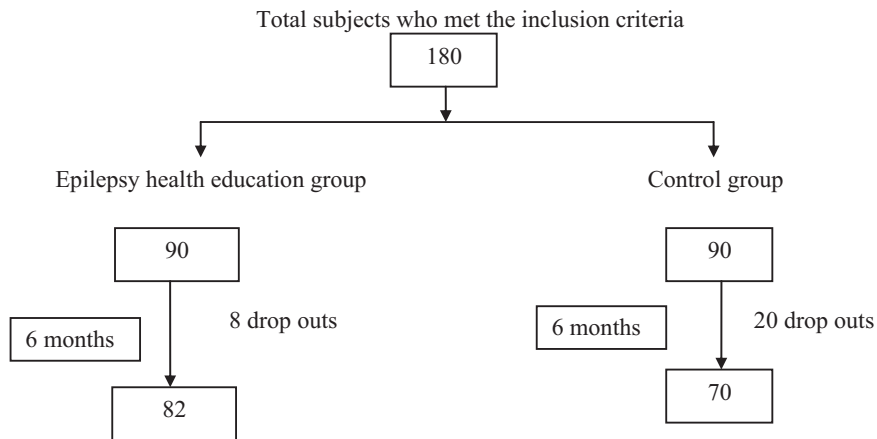 Total subjects who met the inclusion criteria
180
Epilepsy health education group
Control group
90
90
8 drop outs
20 drop outs
6 months
6 months
82
70